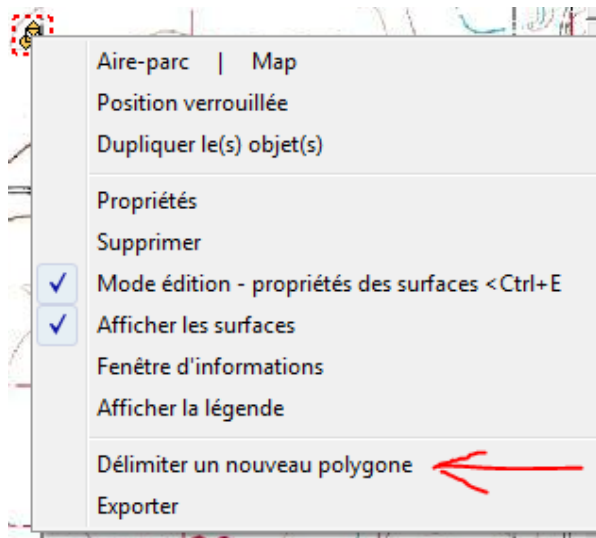 Aire-parc | Map
Position verrouillée
Dupliquer le(s) objet(s)
Propriétés
Supprimer
Mode édition - propriétés des surfaces <Ctrl+E
Afficher les surfaces
Fenêtre d'informations
Afficher la légende
Délimiter un nouveau polygone
Exporter